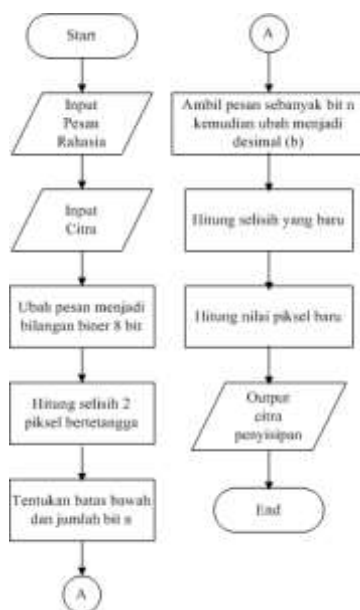 Start
Input
Pesan
Rahasia
Input
Citra
Ubah pesan menjadi
bilangan biner 8 bit
Hitung selisih 2
piksel bertetangga
Tentukan batas bawah
dan jumlah bit n
A
A
Ambil pesan sebanyak bit n
kemudian ubah menjadi
desimal (b)
Hitung selisih yang baru
Hitung nilai piksel baru
Output
citra
penyisipan
End